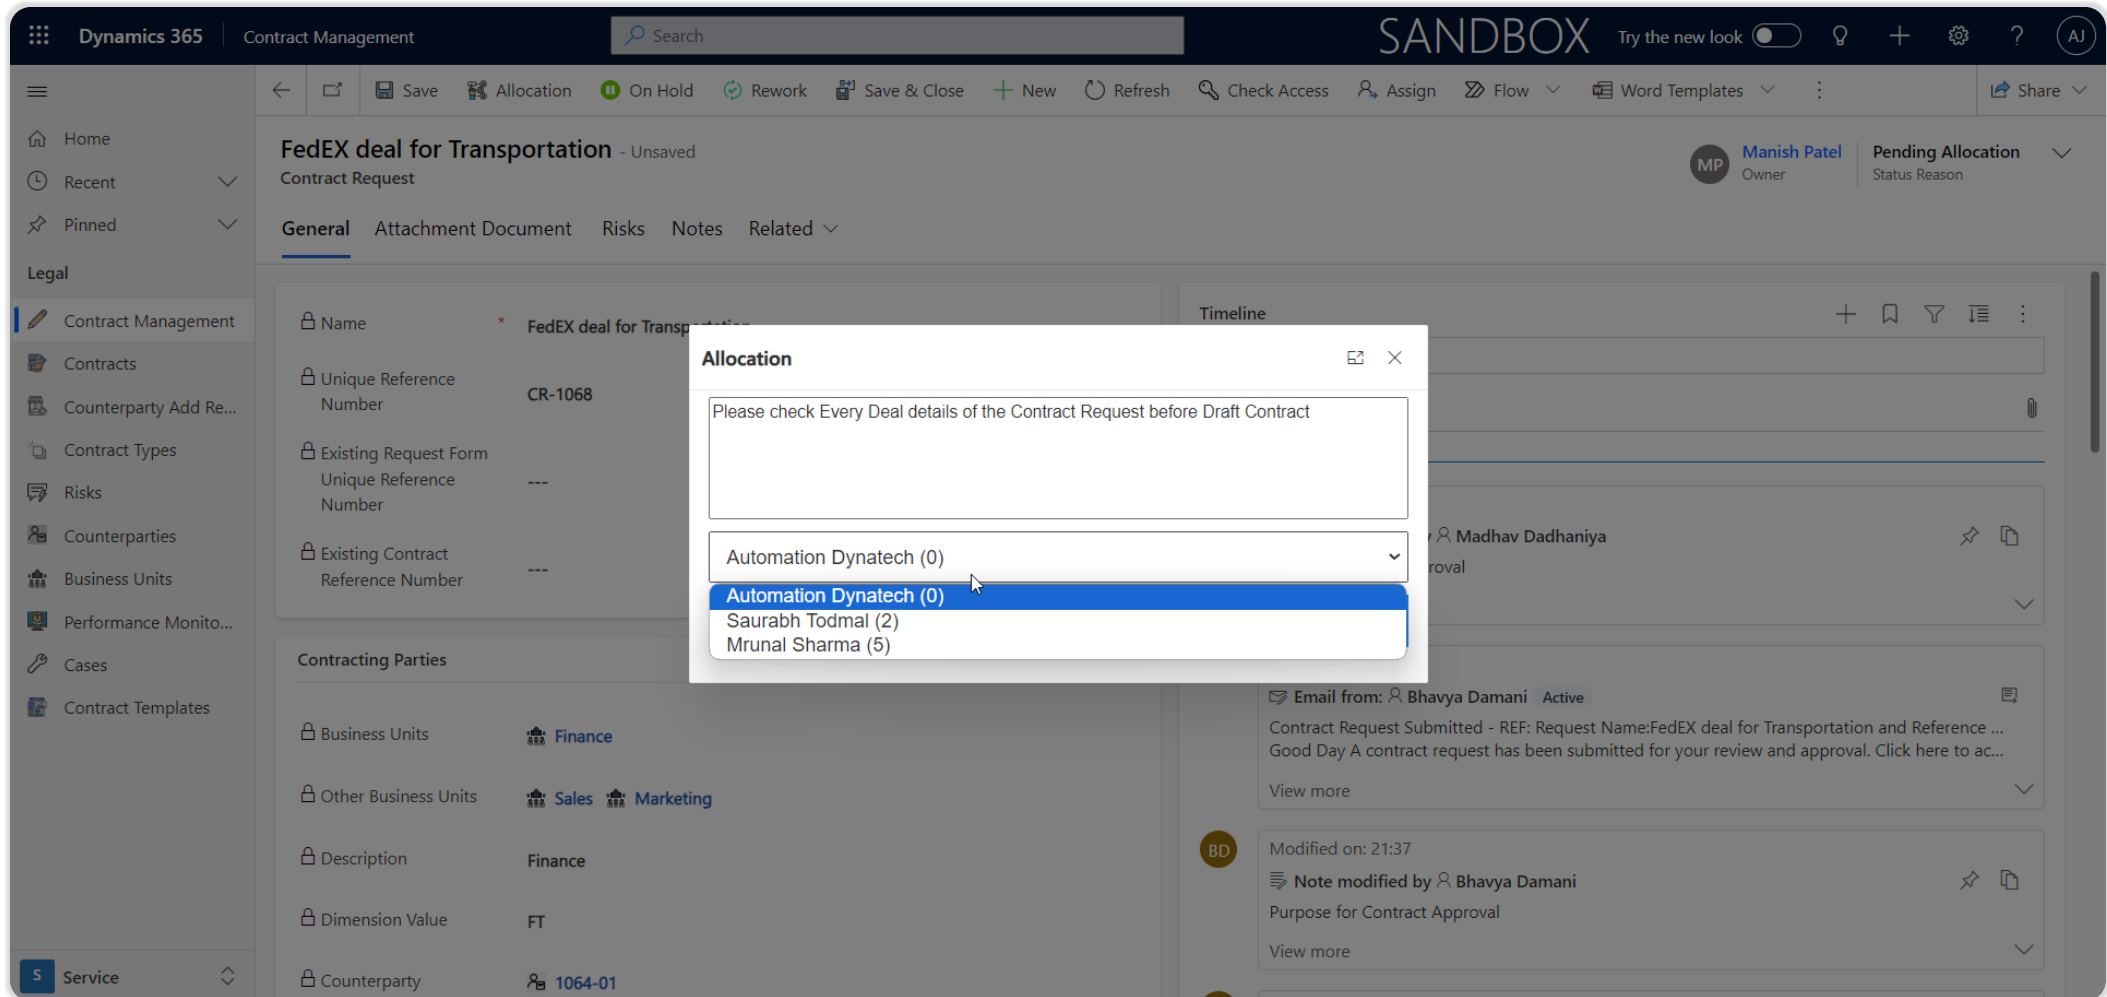 Dynamics 365
Contract Management
Search
SANDBOX
Try the new look
AJ
Save
Allocation
On Hold
Rework
Save & Close
New
Refresh
Check Access
Assign
Flow
Word Templates
Share
Home
Recent
Pinned
Legal
Contract Management
Contracts
Counterparty Add Re...
Contract Types
Risks
Counterparties
Business Units
Performance Monito...
Cases
Contract Templates
S Service
FedEX deal for Transportation - Unsaved
Contract Request
MP
Manish Patel
Owner
Pending Allocation
Status Reason
General
Attachment Document
Risks
Notes
Related
Name * FedEX deal for Transportation
Unique Reference
Number
CR-1068
Existing Request Form
Unique Reference
Number
---
Existing Contract
Reference Number
---
Contracting Parties
Business Units
Finance
Other Business Units
Sales Marketing
Description
Finance
Dimension Value
FT
Counterparty
1064-01
Allocation
Please check Every Deal details of the Contract Request before Draft Contract
Automation Dynatech (0)
Automation Dynatech (0)
Saurabh Todmal (2)
Mrunal Sharma (5)
Timeline
Madhav Dadhaniya
roval
Email from: Bhavya Damani Active
Contract Request Submitted - REF: Request Name:FedEX deal for Transportation and Reference ...
Good Day A contract request has been submitted for your review and approval. Click here to ac...
View more
BD
Modified on: 21:37
Note modified by Bhavya Damani
Purpose for Contract Approval
View more